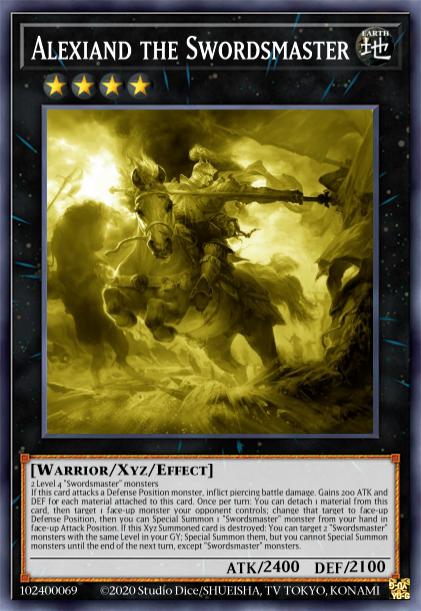 ALEXIAND THE SWORDSMASTER
EARTH
地
[WARRIOR/XYZ/EFFECT]
2 Level 4 "Swordsmaster" monsters
If this card attacks a Defense Position monster, inflict piercing battle damage. Gains 200 ATK and
DEF for each material attached to this card. Once per turn: You can detach 1 material from this
card, then target 1 face-up monster your opponent controls; change that target to face-up
Defense Position, then you can Special Summon 1 "Swordsmaster" monster from your hand in
face-up Attack Position. If this Xyz Summoned card is destroyed: You can target 2 "Swordsmaster"
monsters with the same Level in your GY; Special Summon them, but you cannot Special Summon
monsters until the end of the next turn, except "Swordsmaster" monsters.
ATK/2400 DEF/2100
102400069 ©2020 Studio Dice/SHUEISHA, TV TOKYO, KONAMI